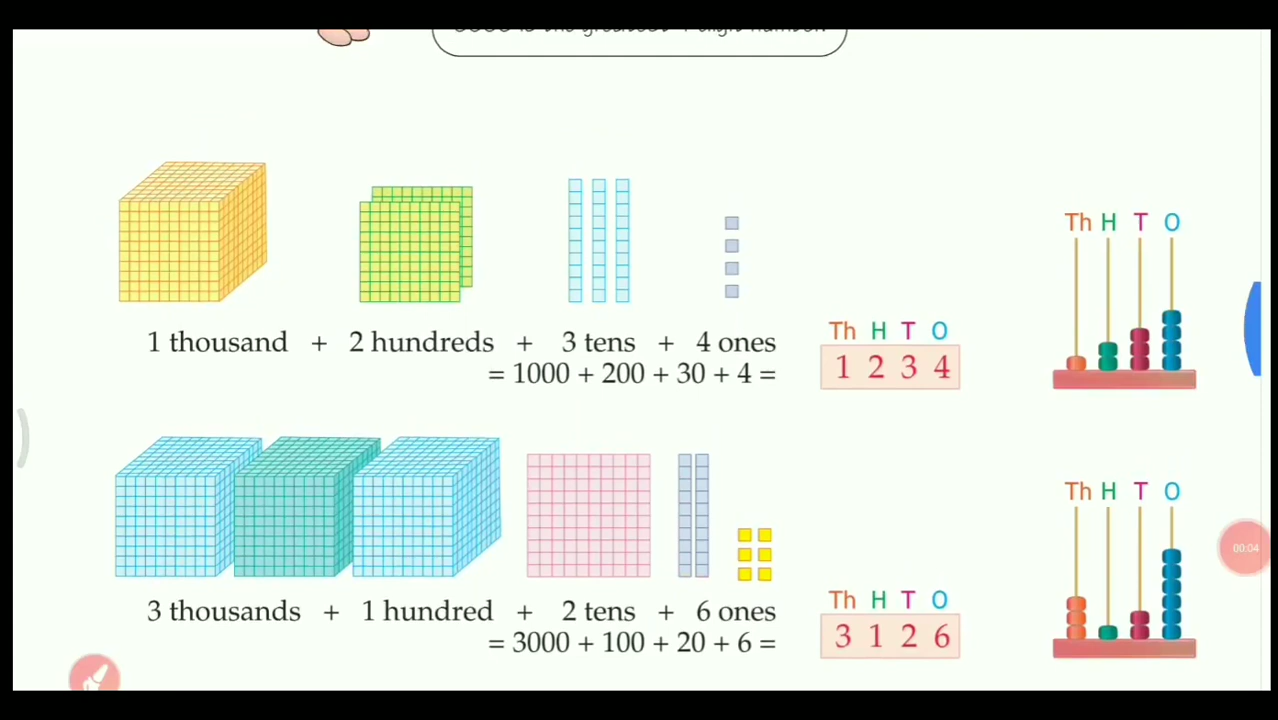 Th H T O
1 thousand + 2 hundreds + 3 tens + 4 ones
Th H T O
= 1000 + 200 + 30 + 4 =
1 2 3 4
Th H T O
3 thousands + 1 hundred + 2 tens + 6 ones
Th H T O
= 3000 + 100 + 20 + 6 =
3 1 2 6
00:04